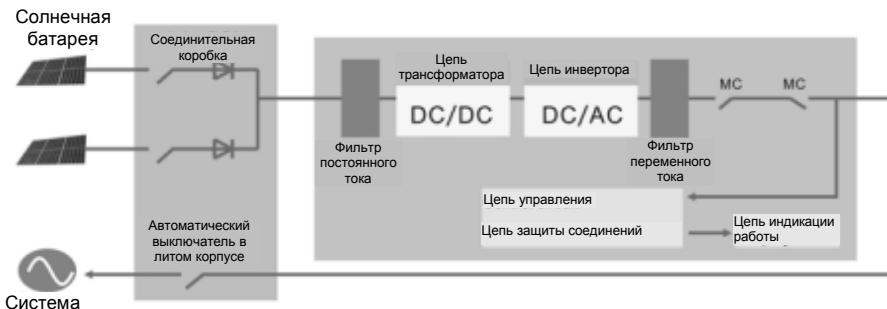 Солнечная
батарея
Соединительная
коробка
Цепь
трансформатора
Цепь инвертора
DC/DC
DC/AC
MC
MC
Фильтр
постоянного
тока
Фильтр
переменного
тока
Цепь управления
Цепь защиты соединений
Цепь индикации
работы
Автоматический
выключатель в
литом корпусе
Система